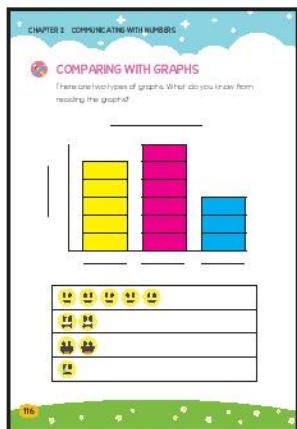 CHAPTER 2 COMMUNICATING WITH NUMBERS
COMPARING WITH GRAPHS
There are two types of graphs. What do you know from
reading the graphs?
116